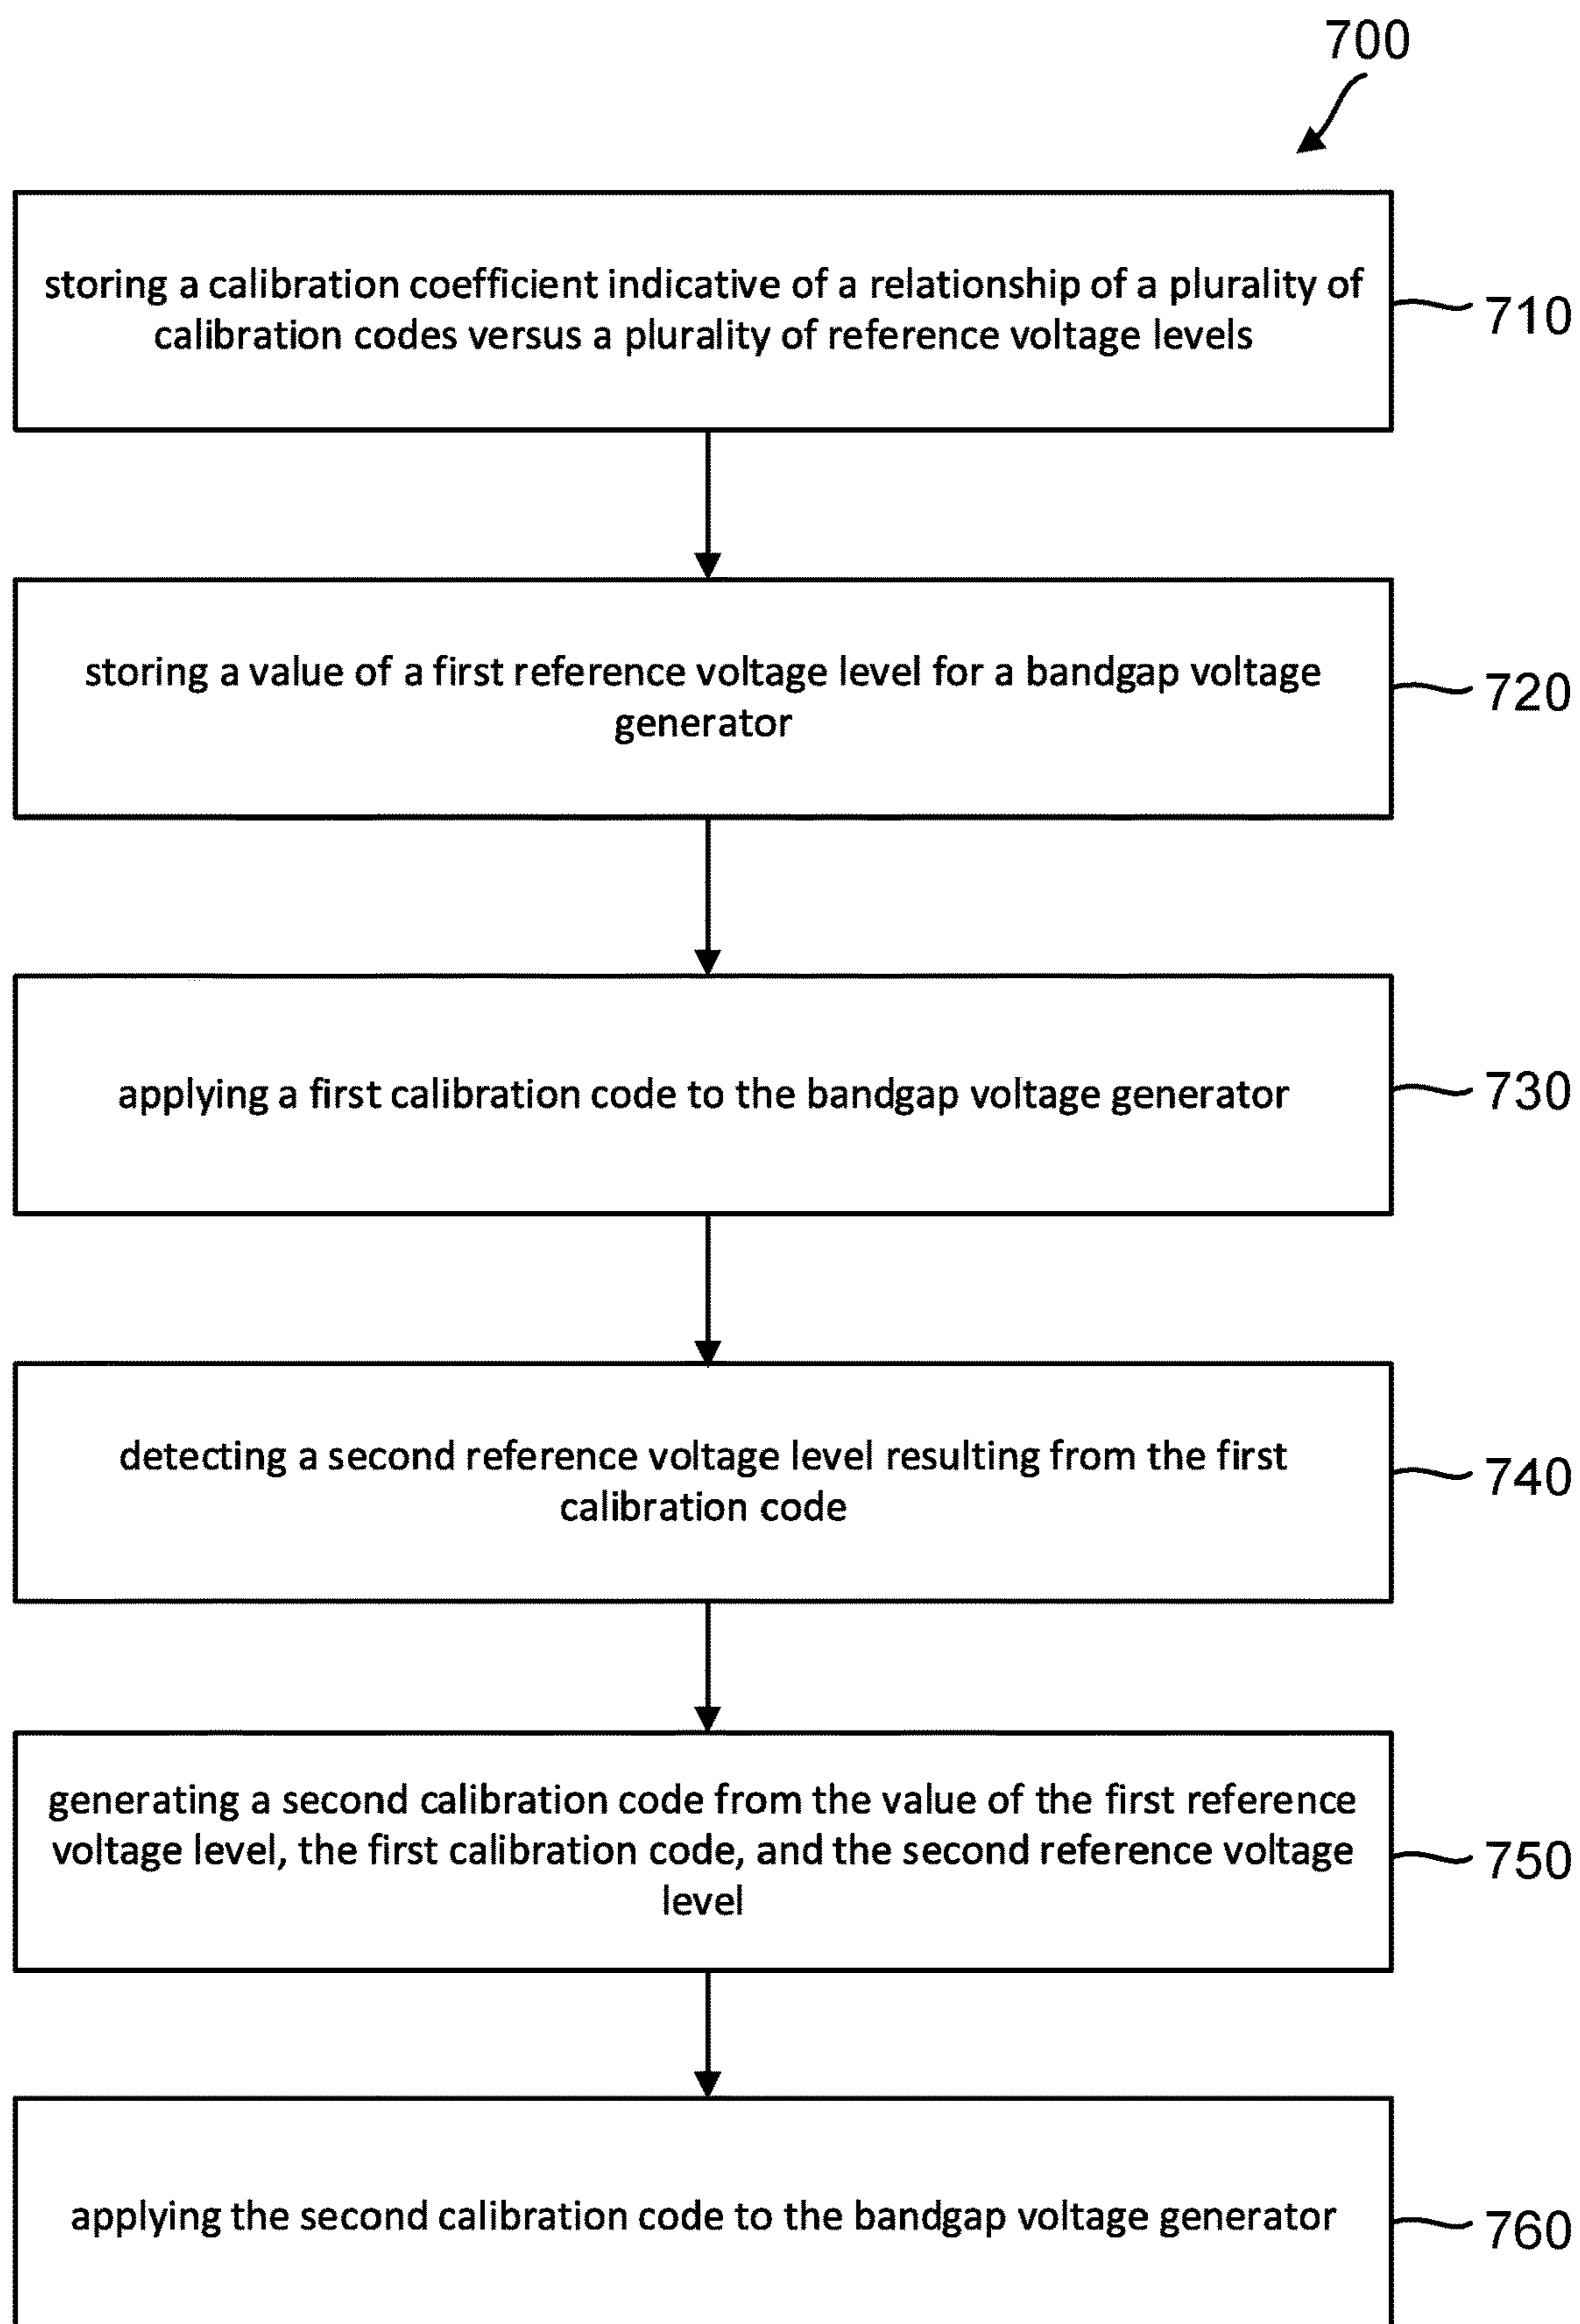 700
storing a calibration coefficient indicative of a relationship of a plurality of
calibration codes versus a plurality of reference voltage levels
710
storing a value of a first reference voltage level for a bandgap voltage
generator
720
applying a first calibration code to the bandgap voltage generator
730
detecting a second reference voltage level resulting from the first
calibration code
740
generating a second calibration code from the value of the first reference
voltage level, the first calibration code, and the second reference voltage
level
750
applying the second calibration code to the bandgap voltage generator
760